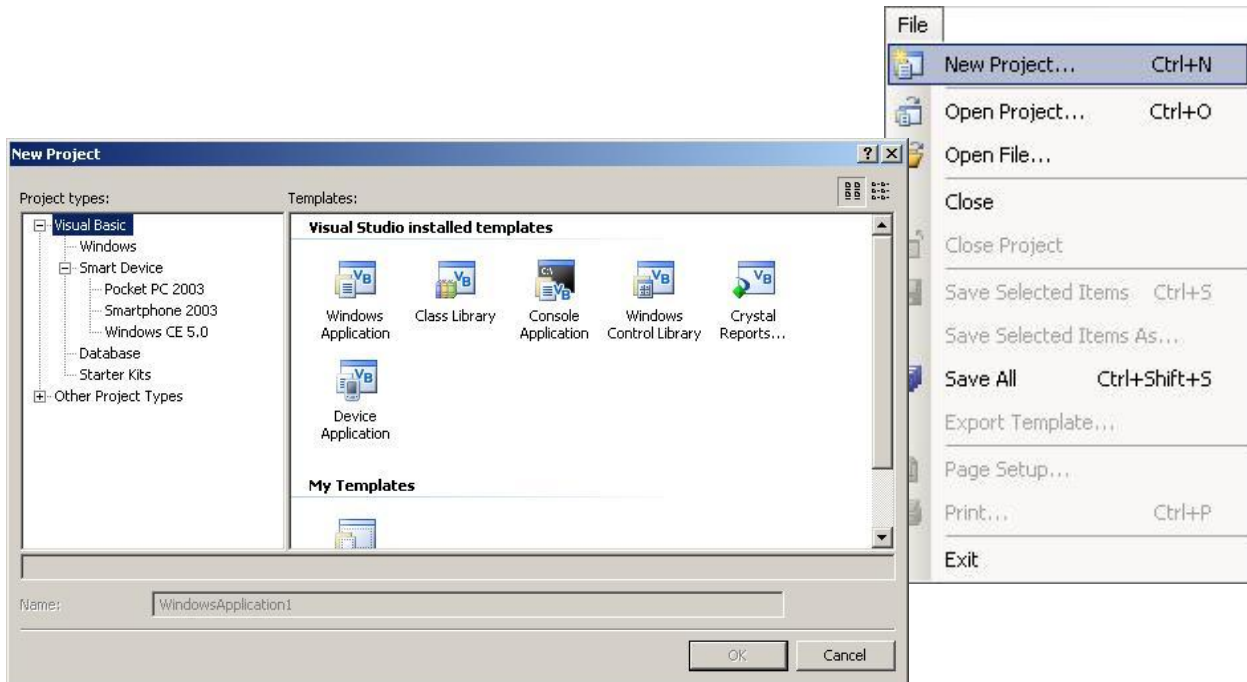 File
New Project... Ctrl+N
Open Project... Ctrl+O
Open File...
Close
Close Project
Save Selected Items Ctrl+S
Save Selected Items As...
Save All Ctrl+Shift+S
Export Template...
Page Setup...
Print... Ctrl+P
Exit
New Project
Project types:
Visual Basic
Windows
Smart Device
Pocket PC 2003
Smartphone 2003
Windows CE 5.0
Database
Starter Kits
Other Project Types
Templates:
Visual Studio installed templates
Windows
Application
Class Library
Console
Application
Windows
Control Library
Crystal
Reports...
Device
Application
My Templates
Name: WindowsApplication1
OK Cancel